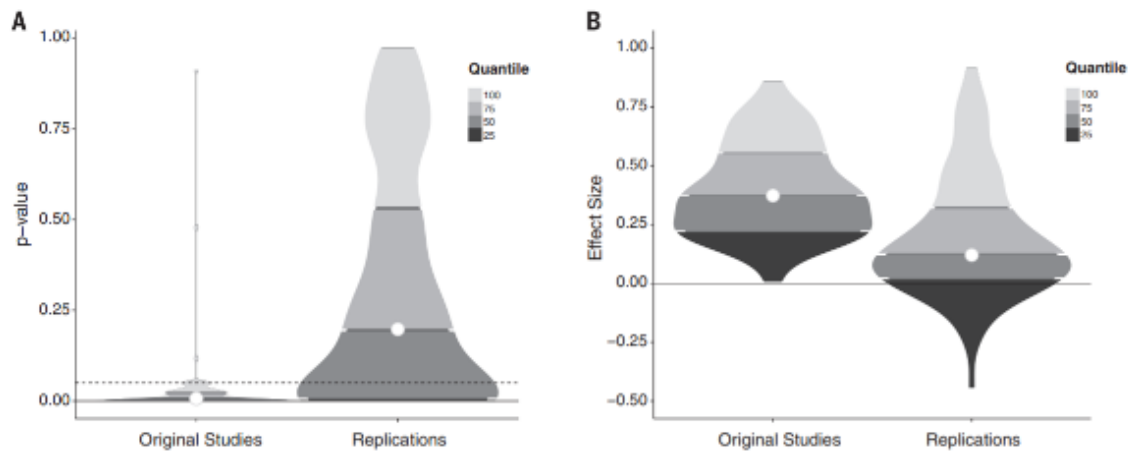 A
1.00
0.75
0.50
0.25
0.00
p-value
Original Studies
Replications
Quantile
100
75
50
25
B
1.00
0.75
0.50
0.25
0.00
−0.25
−0.50
Effect Size
Original Studies
Replications
Quantile
100
75
50
25